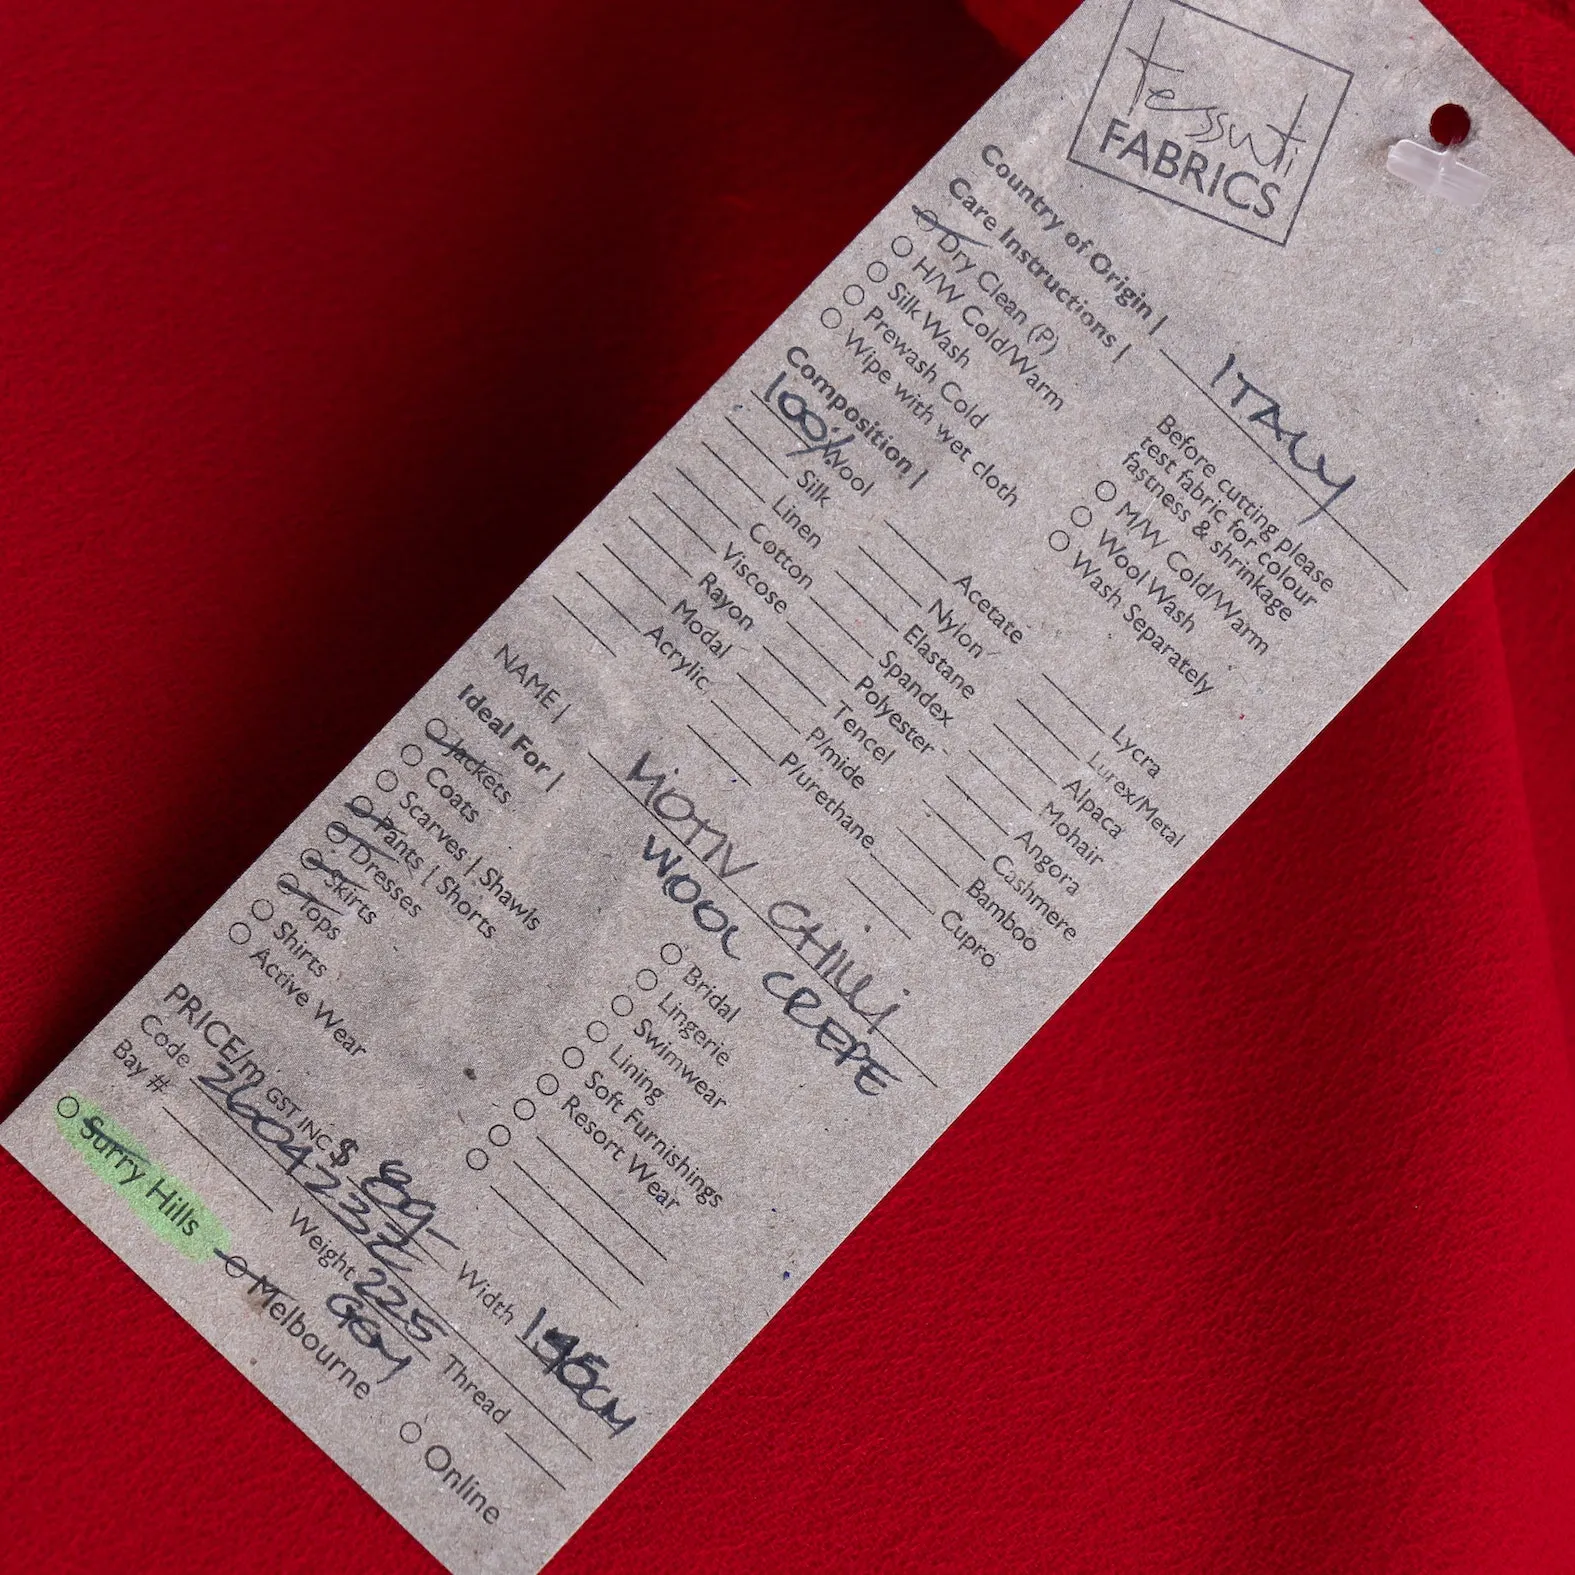 tessuti
FABRICS
Country of Origin | ITALY
Care Instructions |
Dry Clean (P)
H/W Cold/Warm
Silk Wash
Prewash Cold
Wipe with wet cloth
Before cutting please
test fabric for colour
fastness & shrinkage
M/W Cold/Warm
Wool Wash
Wash Separately
Composition |
100% Wool
Silk
Linen
Cotton
Viscose
Rayon
Modal
Acrylic
Acetate
Nylon
Elastane
Spandex
Polyester
Tencel
P/mide
P/urethane
Lycra
Lurex/Metal
Alpaca
Mohair
Angora
Cashmere
Bamboo
Cupro
NAME | MOTIV CHILLI
WOOL CREPE
Ideal For |
Jackets
Coats
Scarves | Shawls
Pants | Shorts
Dresses
Skirts
Tops
Shirts
Active Wear
Bridal
Lingerie
Swimwear
Lining
Soft Furnishings
Resort Wear
PRICE/m GST INC $ 89- Width 145CM
Code Weight 225 Thread
GSM
Bay #
Surry Hills Melbourne Online